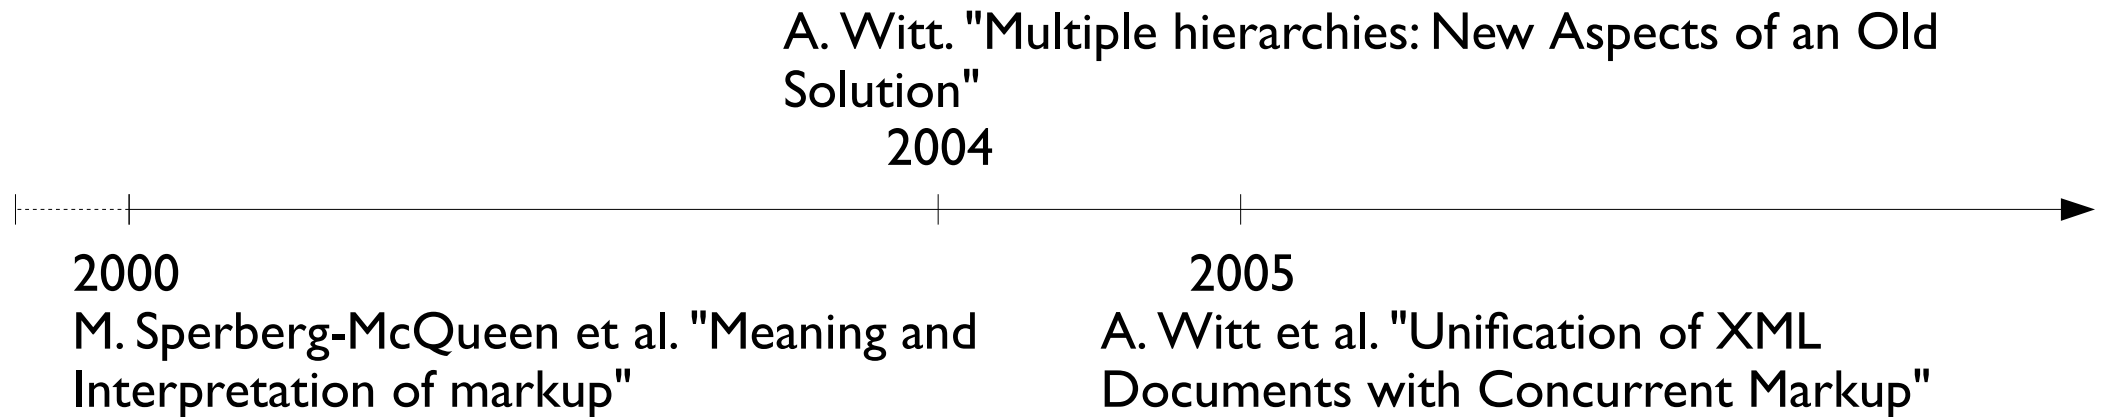 A. Witt. "Multiple hierarchies: New Aspects of an Old
Solution"
2004
2000
M. Sperberg-McQueen et al. "Meaning and
Interpretation of markup"
2005
A. Witt et al. "Unification of XML
Documents with Concurrent Markup"